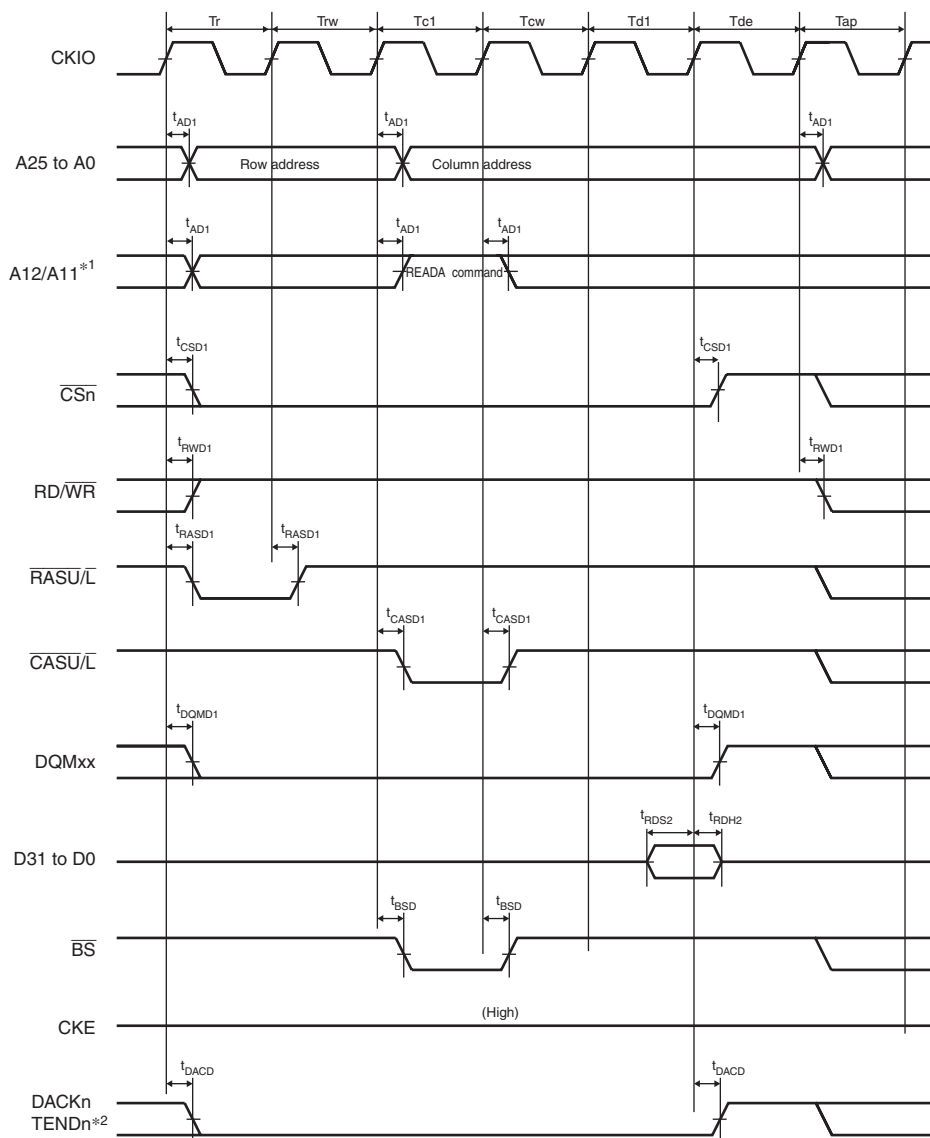 Tr Trw Tc1 Tcw Td1 Tde Tap
CKIO
tAD1 tAD1 tAD1
A25 to A0 Row address Column address
tAD1 tAD1 tAD1
A12/A11*1 READA command
tCSD1 tCSD1
CSn
tRWD1 tRWD1
RD/WR
tRASD1 tRASD1
RASU/L
tCASD1 tCASD1
CASU/L
tDQMD1 tDQMD1
DQMxx
tRDS2 tRDH2
D31 to D0
tBSD tBSD
BS
(High)
CKE
tDACD tDACD
DACKn
TENDn*2